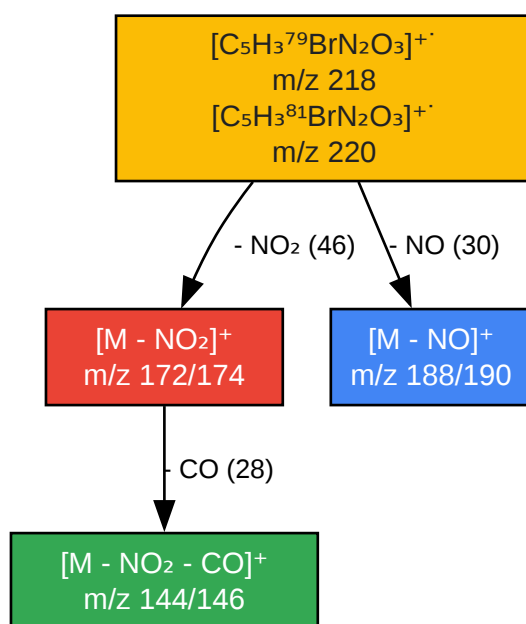 [C₅H₃⁷⁹BrN₂O₃]⁺˙
m/z 218
[C₅H₃⁸¹BrN₂O₃]⁺˙
m/z 220
- NO₂ (46)
- NO (30)
[M - NO₂]⁺
m/z 172/174
[M - NO]⁺
m/z 188/190
- CO (28)
[M - NO₂ - CO]⁺
m/z 144/146